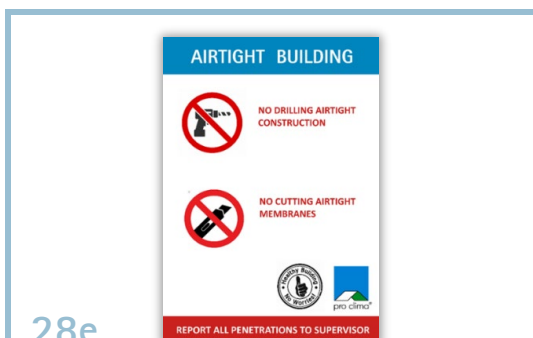 AIRTIGHT BUILDING
NO DRILLING AIRTIGHT
CONSTRUCTION
NO CUTTING AIRTIGHT
MEMBRANES
Healthy Building
No Worries!
pro clima
REPORT ALL PENETRATIONS TO SUPERVISOR
28e